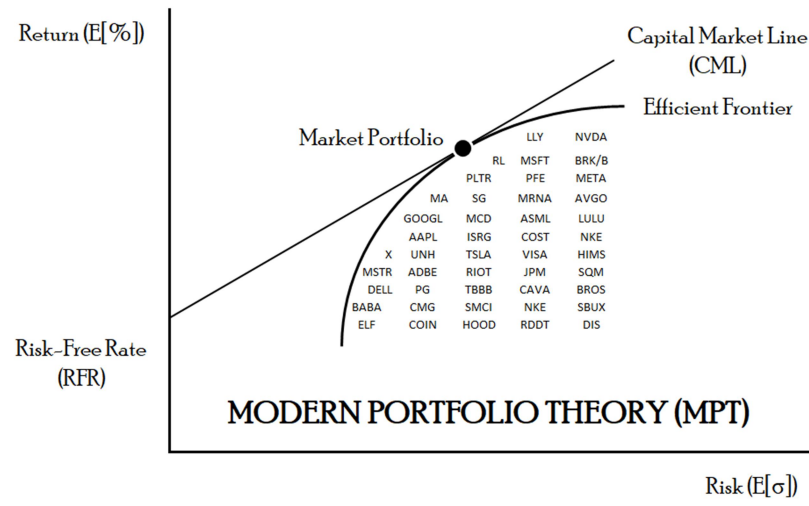 Return (E[%])
Capital Market Line
(CML)
Efficient Frontier
Market Portfolio
LLY NVDA
RL MSFT BRK/B
PLTR PFE META
MA SG MRNA AVGO
GOOGL MCD ASML LULU
AAPL ISRG COST NKE
X UNH TSLA VISA HIMS
MSTR ADBE RIOT JPM SQM
DELL PG TBBB CAVA BROS
BABA CMG SMCI NKE SBUX
ELF COIN HOOD RDDT DIS
Risk-Free Rate
(RFR)
MODERN PORTFOLIO THEORY (MPT)
Risk (E[σ])